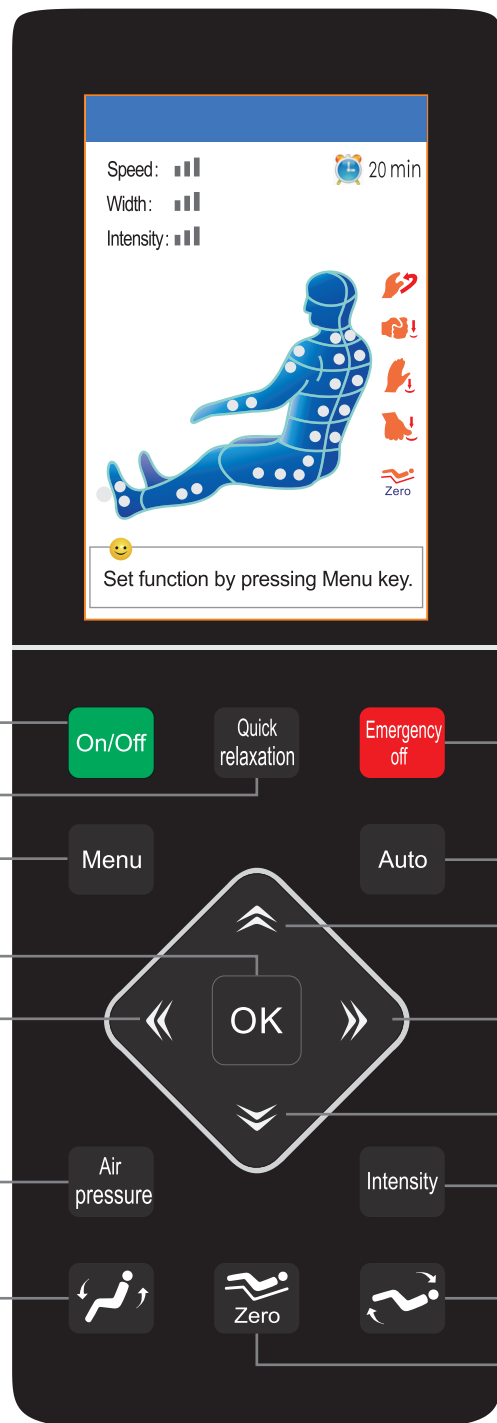 Speed:
20 min
Width:
Intensity:
Zero
Set function by pressing Menu key.
On/Off
Quick
relaxation
Emergency
off
Menu
Auto
OK
Air
pressure
Intensity
Zero